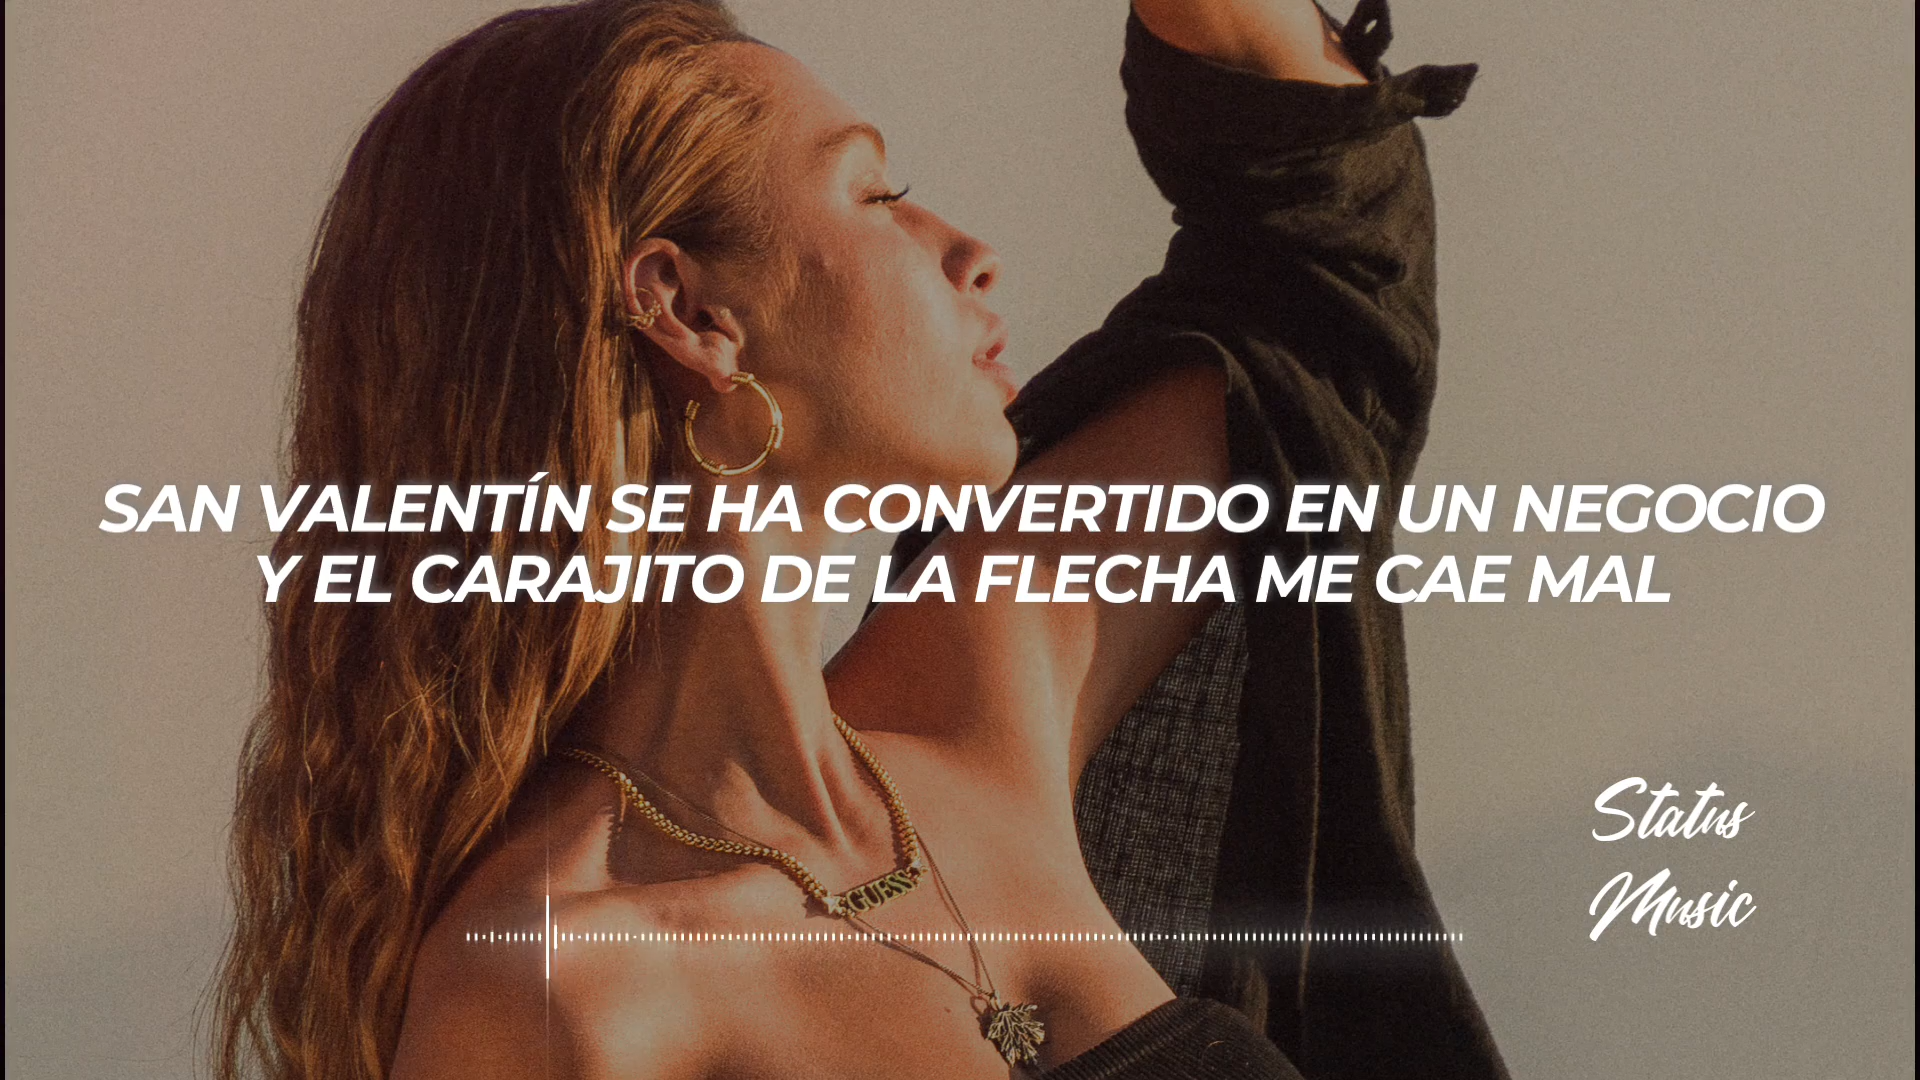 SAN VALENTÍN SE HA CONVERTIDO EN UN NEGOCIO
Y EL CARAJITO DE LA FLECHA ME CAE MAL
Status
Music
GUESS